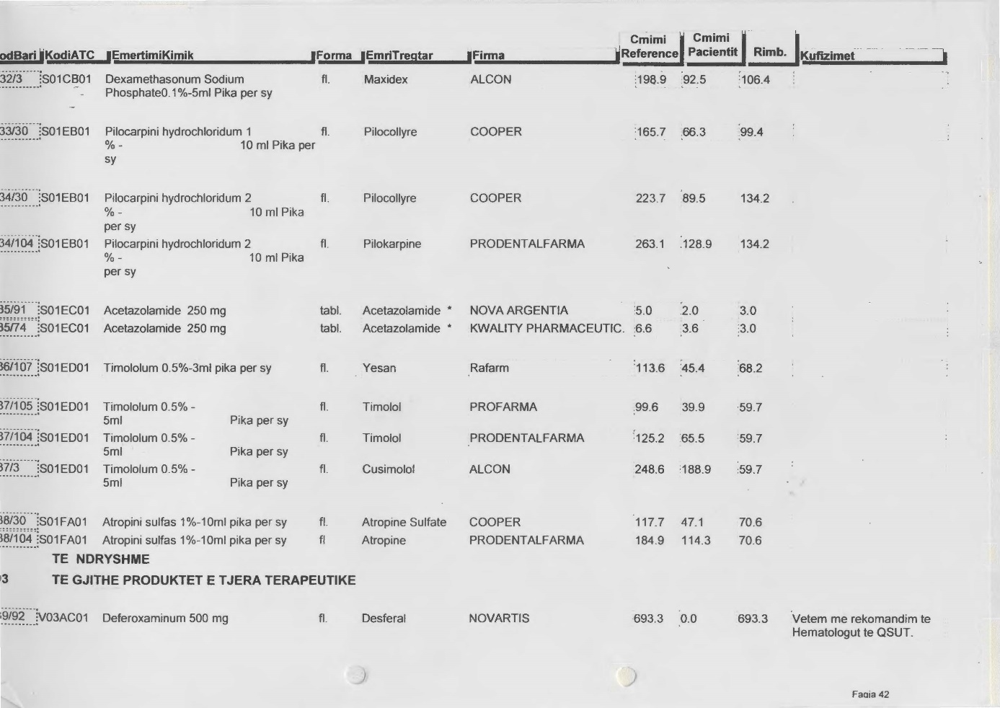 odBari KodiATC EmertimiKimik Forma EmriTregtar Firma Cmimi Reference Cmimi Pacientit Rimb. Kufizimet
32/3 S01CB01 Dexamethasonum Sodium fl. Maxidex ALCON 198.9 92.5 106.4
Phosphate0.1%-5ml Pika per sy
33/30 S01EB01 Pilocarpini hydrochloridum 1 fl. Pilocollyre COOPER 165.7 66.3 99.4
% - 10 ml Pika per
sy
34/30 S01EB01 Pilocarpini hydrochloridum 2 fl. Pilocollyre COOPER 223.7 89.5 134.2
% - 10 ml Pika
per sy
34/104 S01EB01 Pilocarpini hydrochloridum 2 fl. Pilokarpine PRODENTALFARMA 263.1 128.9 134.2
% - 10 ml Pika
per sy
35/91 S01EC01 Acetazolamide 250 mg tabl. Acetazolamide * NOVA ARGENTIA 5.0 2.0 3.0
35/74 S01EC01 Acetazolamide 250 mg tabl. Acetazolamide * KWALITY PHARMACEUTIC. 6.6 3.6 3.0
36/107 S01ED01 Timololum 0.5%-3ml pika per sy fl. Yesan Rafarm 113.6 45.4 68.2
37/105 S01ED01 Timololum 0.5% - fl. Timolol PROFARMA 99.6 39.9 59.7
5ml Pika per sy
37/104 S01ED01 Timololum 0.5% - fl. Timolol PRODENTALFARMA 125.2 65.5 59.7
5ml Pika per sy
37/3 S01ED01 Timololum 0.5% - fl. Cusimolol ALCON 248.6 188.9 59.7
5ml Pika per sy
38/30 S01FA01 Atropini sulfas 1%-10ml pika per sy fl. Atropine Sulfate COOPER 117.7 47.1 70.6
38/104 S01FA01 Atropini sulfas 1%-10ml pika per sy fl Atropine PRODENTALFARMA 184.9 114.3 70.6
TE NDRYSHME
3 TE GJITHE PRODUKTET E TJERA TERAPEUTIKE
9/92 V03AC01 Deferoxaminum 500 mg fl. Desferal NOVARTIS 693.3 0.0 693.3 Vetem me rekomandim te
Hematologut te QSUT.
Faqja 42